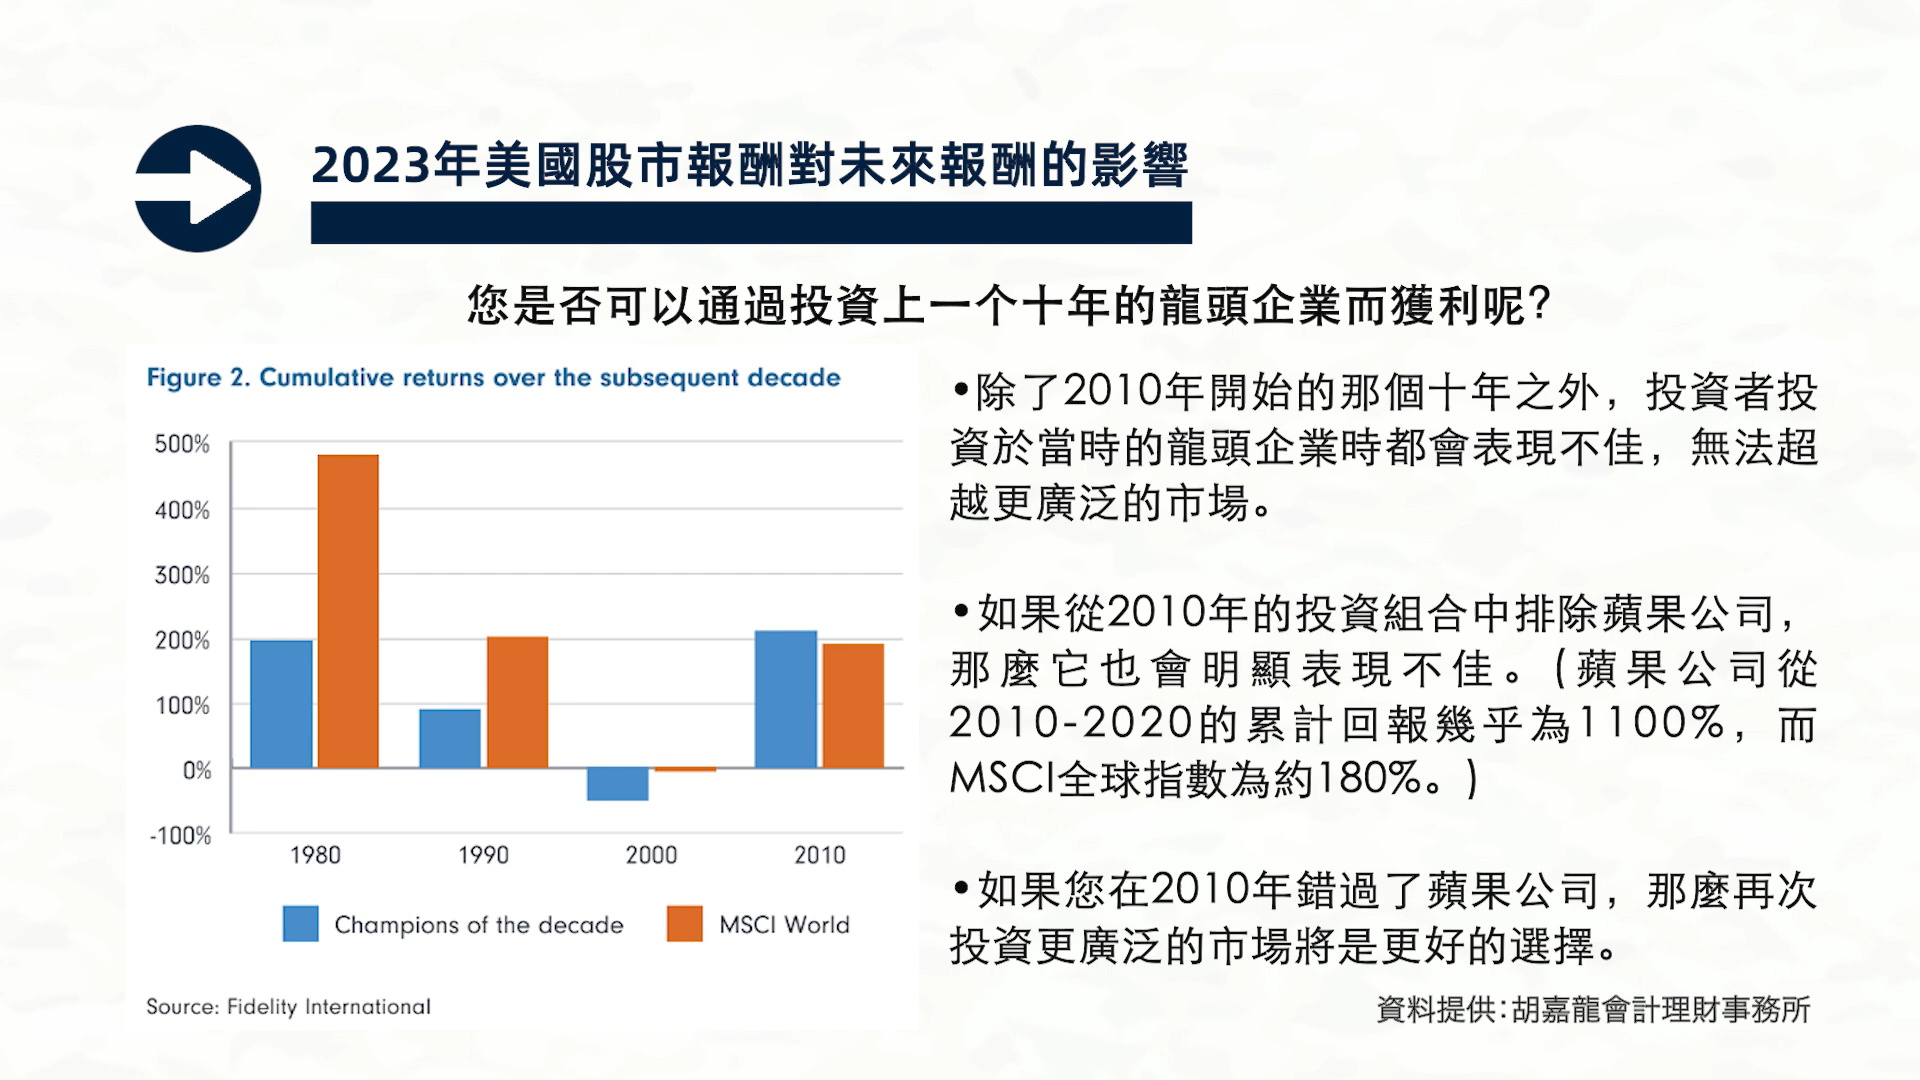 2023年美國股市報酬對未來報酬的影響
您是否可以通過投資上一个十年的龍頭企業而獲利呢?
Figure 2. Cumulative returns over the subsequent decade
500%
400%
300%
200%
100%
0%
-100%
1980 1990 2000 2010
Champions of the decade MSCI World
Source: Fidelity International
•除了2010年開始的那個十年之外，投資者投
資於當時的龍頭企業時都會表現不佳，無法超
越更廣泛的市場。
•如果從2010年的投資組合中排除蘋果公司，
那麼它也會明顯表現不佳。(蘋果公司從
2010-2020的累計回報幾乎為1100%，而
MSCI全球指數為約180%。)
•如果您在2010年錯過了蘋果公司，那麼再次
投資更廣泛的市場將是更好的選擇。
資料提供:胡嘉龍會計理財事務所